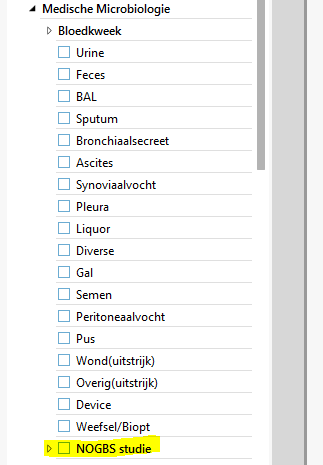 Medische Microbiologie
Bloedkweek
Urine
Feces
BAL
Sputum
Bronchiaalsecreet
Ascites
Synoviaalvocht
Pleura
Liquor
Diverse
Gal
Semen
Peritoneaalvocht
Pus
Wond(uitstrijk)
Overig(uitstrijk)
Device
Weefsel/Biopt
NOGBS studie